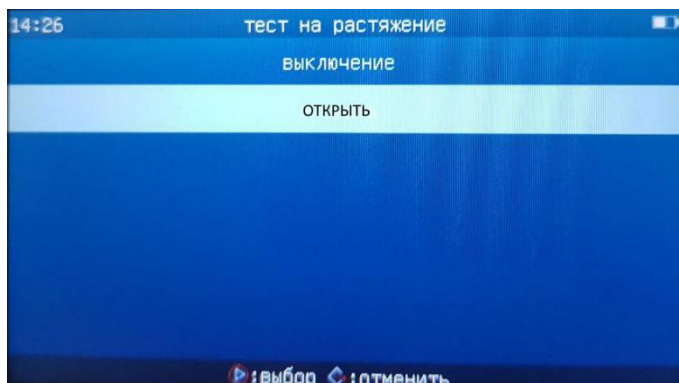 14:26 тест на растяжение
выключение
ОТКРЫТЬ
:выбор :отменить